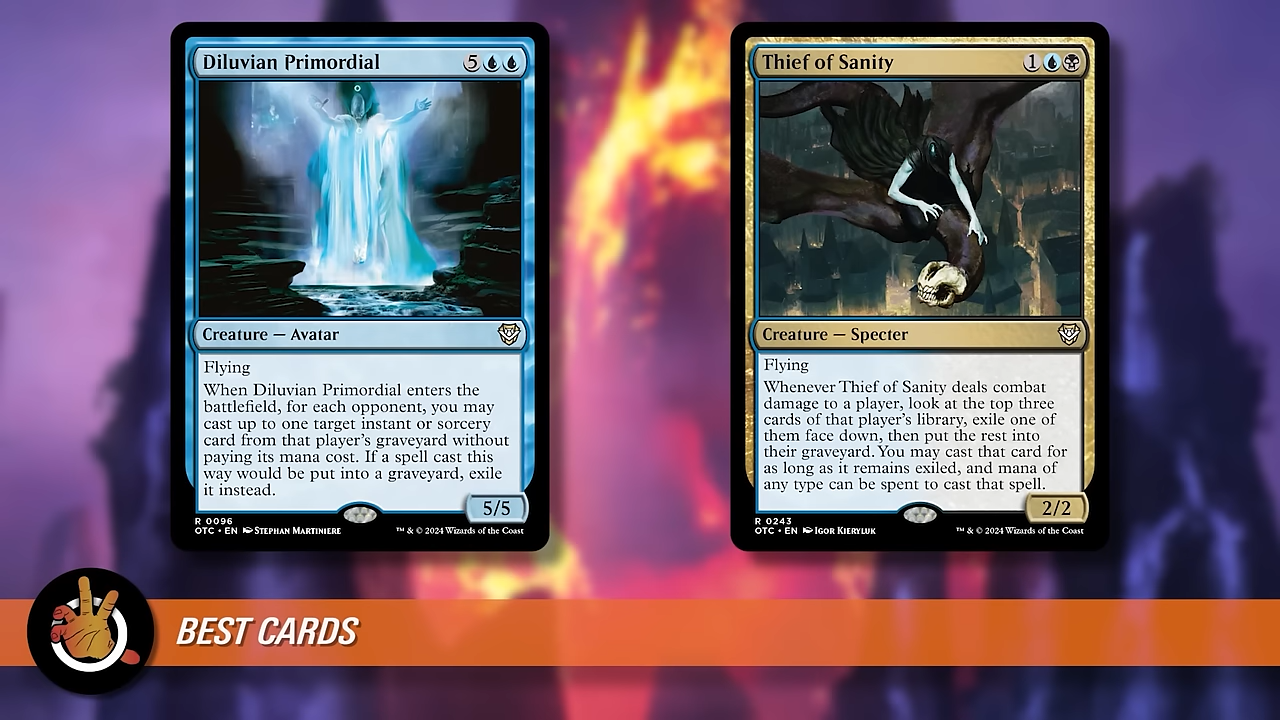 Diluvian Primordial 5
Creature — Avatar
Flying
When Diluvian Primordial enters the
battlefield, for each opponent, you may
cast up to one target instant or sorcery
card from that player's graveyard without
paying its mana cost. If a spell cast this
way would be put into a graveyard, exile
it instead.
5/5
R 0096
OTC • EN Stephan Martiniere
™ & © 2024 Wizards of the Coast
Thief of Sanity 1
Creature — Specter
Flying
Whenever Thief of Sanity deals combat
damage to a player, look at the top three
cards of that player's library, exile one of
them face down, then put the rest into
their graveyard. You may cast that card for
as long as it remains exiled, and mana of
any type can be spent to cast that spell.
2/2
R 0243
OTC • EN Igor Kieryluk
™ & © 2024 Wizards of the Coast
BEST CARDS